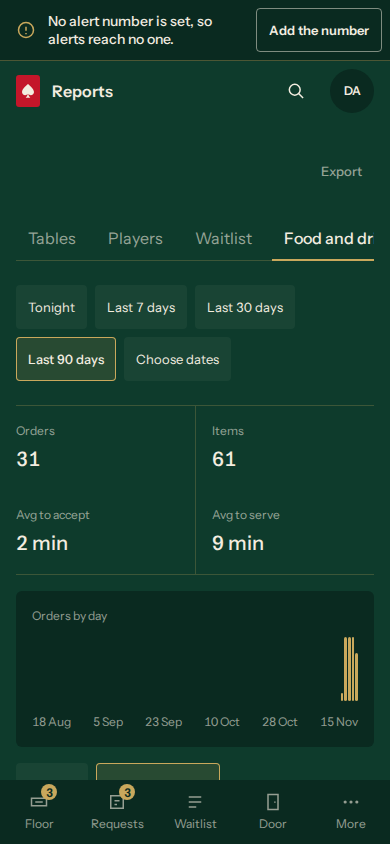 No alert number is set, so
alerts reach no one.
Add the number
Reports
DA
Export
Tables
Players
Waitlist
Food and dr
Tonight
Last 7 days
Last 30 days
Last 90 days
Choose dates
Orders
31
Items
61
Avg to accept
2 min
Avg to serve
9 min
Orders by day
18 Aug
5 Sep
23 Sep
10 Oct
28 Oct
15 Nov
3
3
Floor
Requests
Waitlist
Door
More